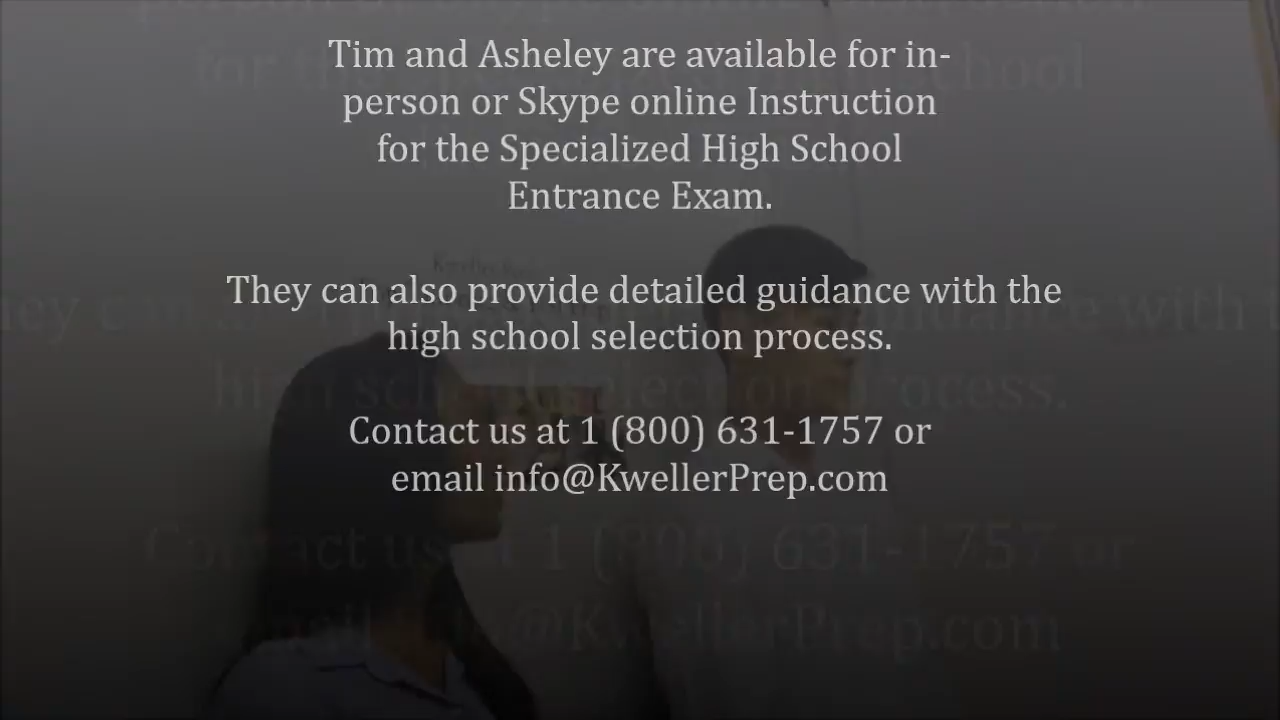 Tim and Asheley are available for in-
person or Skype online Instruction
for the Specialized High School
Entrance Exam.
They can also provide detailed guidance with the
high school selection process.
Contact us at 1 (800) 631-1757 or
email info@KwellerPrep.com